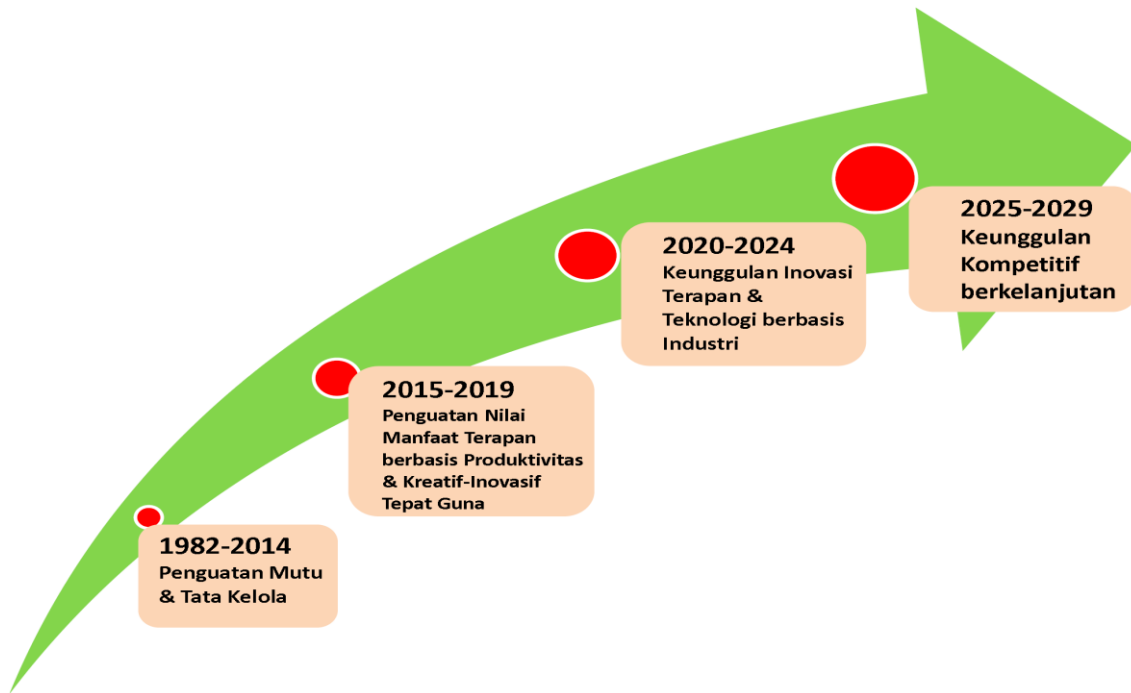 1982-2014
Penguatan Mutu
& Tata Kelola
2015-2019
Penguatan Nilai
Manfaat Terapan
berbasis Produktivitas
& Kreatif-Inovasif
Tepat Guna
2020-2024
Keunggulan Inovasi
Terapan &
Teknologi berbasis
Industri
2025-2029
Keunggulan
Kompetitif
berkelanjutan